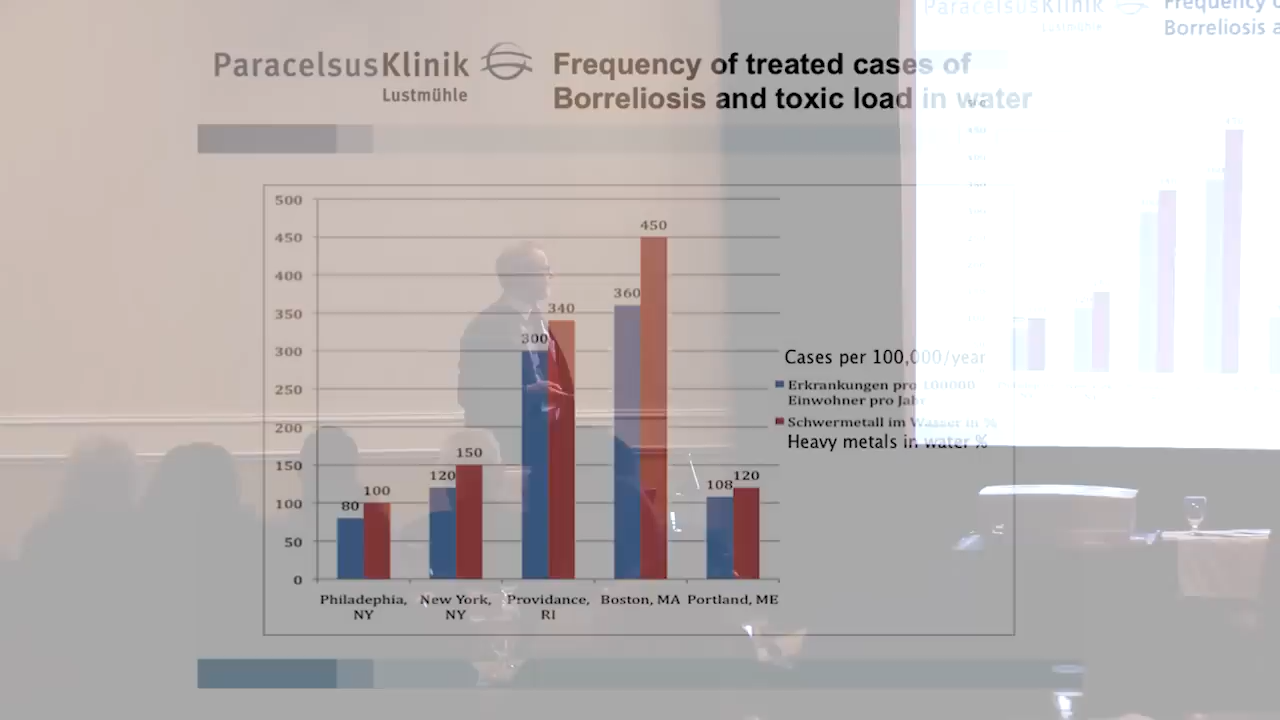 ParacelsusKlinik
Lustmühle
Frequency of treated cases of
Borreliosis and toxic load in water
ParacelsusKlinik
Lustmühle
Frequency
Borreliosis
500
450
400
350
300
250
200
150
100
50
0
80
100
120
150
300
340
360
450
108
120
Philadephia,
NY
New York,
NY
Providance,
RI
Boston, MA
Portland, ME
Cases per 100,000/year
Erkrankungen pro 100000
Einwohner pro Jahr
Schwermetall im Wasser in %
Heavy metals in water %